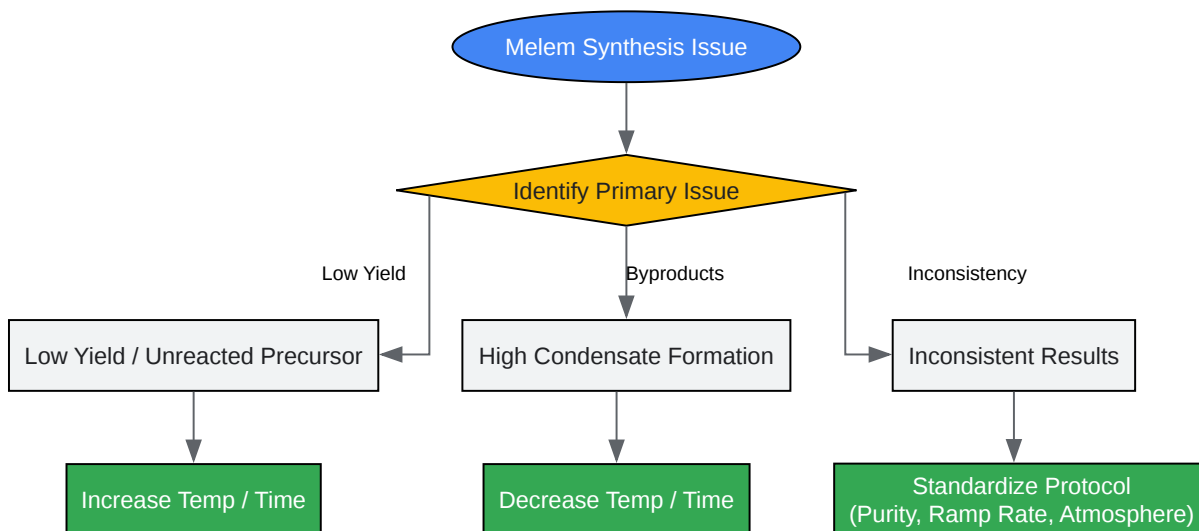 Melem Synthesis Issue
Identify Primary Issue
Low Yield
Byproducts
Inconsistency
Low Yield / Unreacted Precursor
High Condensate Formation
Inconsistent Results
Increase Temp / Time
Decrease Temp / Time
Standardize Protocol
(Purity, Ramp Rate, Atmosphere)